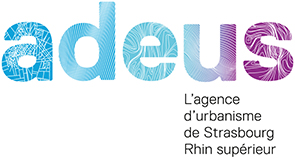 adeus
L'agence
d'urbanisme
de Strasbourg
Rhin supérieur